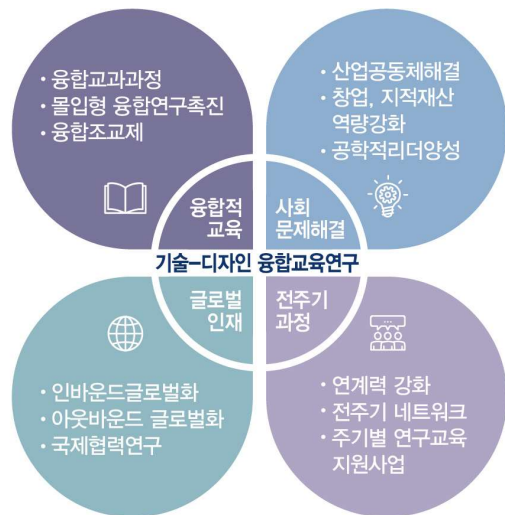 · 융합교과과정
· 몰입형 융합연구촉진
· 융합조교제
융합적
교육
· 산업공동체해결
· 창업, 지적재산
역량강화
· 공학적리더양성
사회
문제해결
기술-디자인 융합교육연구
글로벌
인재
· 인바운드글로벌화
· 아웃바운드 글로벌화
· 국제협력연구
전주기
과정
· 연계력 강화
· 전주기 네트워크
· 주기별 연구교육
지원사업